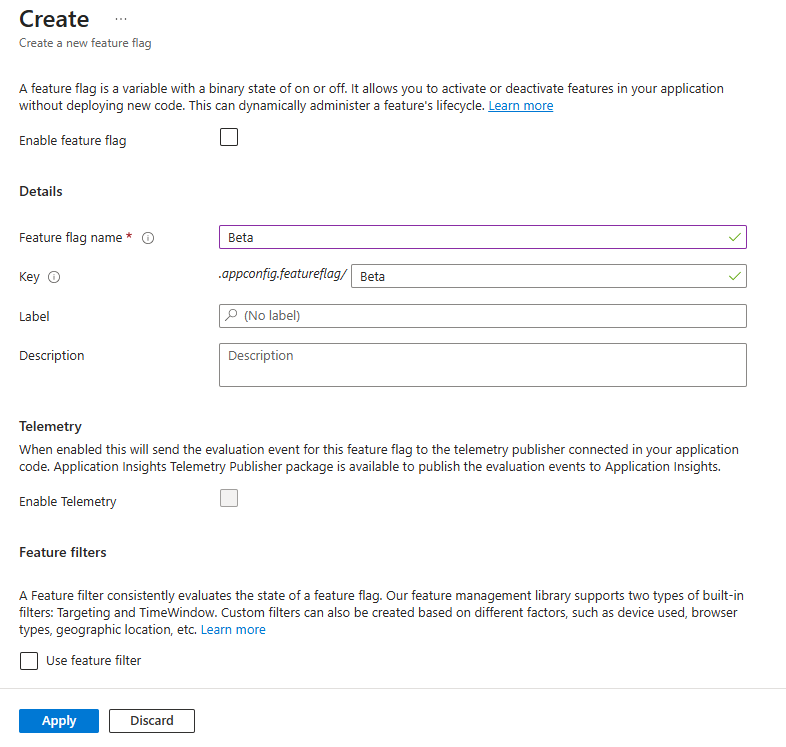 Create ...
Create a new feature flag
A feature flag is a variable with a binary state of on or off. It allows you to activate or deactivate features in your application
without deploying new code. This can dynamically administer a feature's lifecycle. Learn more
Enable feature flag
Details
Feature flag name *
Beta
Key
.appconfig.featureflag/ Beta
Label
(No label)
Description
Description
Telemetry
When enabled this will send the evaluation event for this feature flag to the telemetry publisher connected in your application
code. Application Insights Telemetry Publisher package is available to publish the evaluation events to Application Insights.
Enable Telemetry
Feature filters
A Feature filter consistently evaluates the state of a feature flag. Our feature management library supports two types of built-in
filters: Targeting and TimeWindow. Custom filters can also be created based on different factors, such as device used, browser
types, geographic location, etc. Learn more
Use feature filter
Apply
Discard